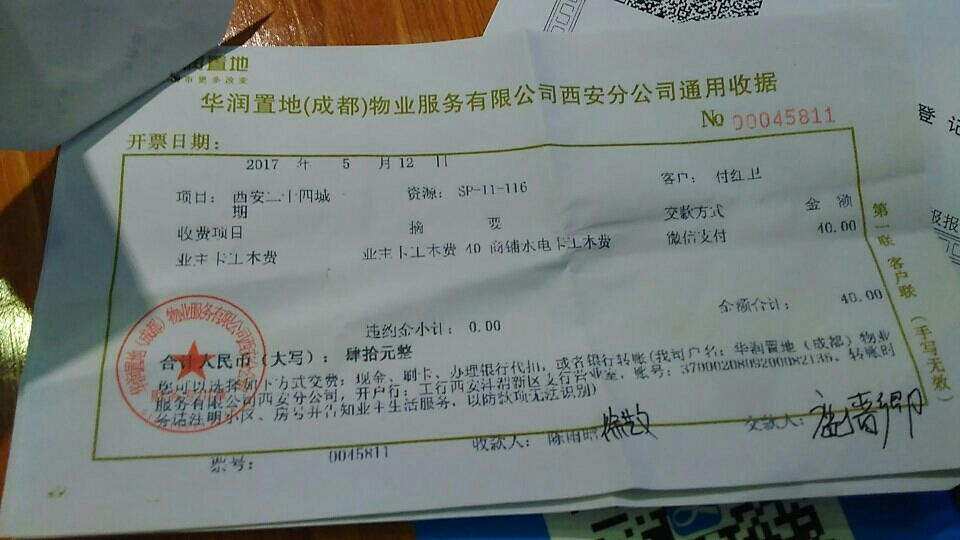 润置地
市更多改变
华润置地(成都)物业服务有限公司西安分公司通用收据
No 00045811
开票日期：
2017 年 5 月 12 日
项目： 西安二十四城 期
资源： SP-11-116
客户： 付红卫
收费项目 摘 要 交款方式 金 额
业主卡工本费 业主卡工本费 40 商铺水电卡工本费 微信支付 40.00
违约金小计： 0.00 金额合计： 40.00
合计人民币（大写）： 肆拾元整
您可以选择如下方式交费：现金、刷卡、办理银行代扣，或者银行转账(我司户名：华润置地（成都）物业
服务有限公司西安分公司，开户行：工行西安沣渭新区支行营业室，账号：3700020809200082138，转账时
务请注明小区、房号并告知业主生活服务，以防款项无法识别)
票号： 0045811
收款人： 陈雨晗
交款人：
第一联 客户联 （手写无效）
登 记